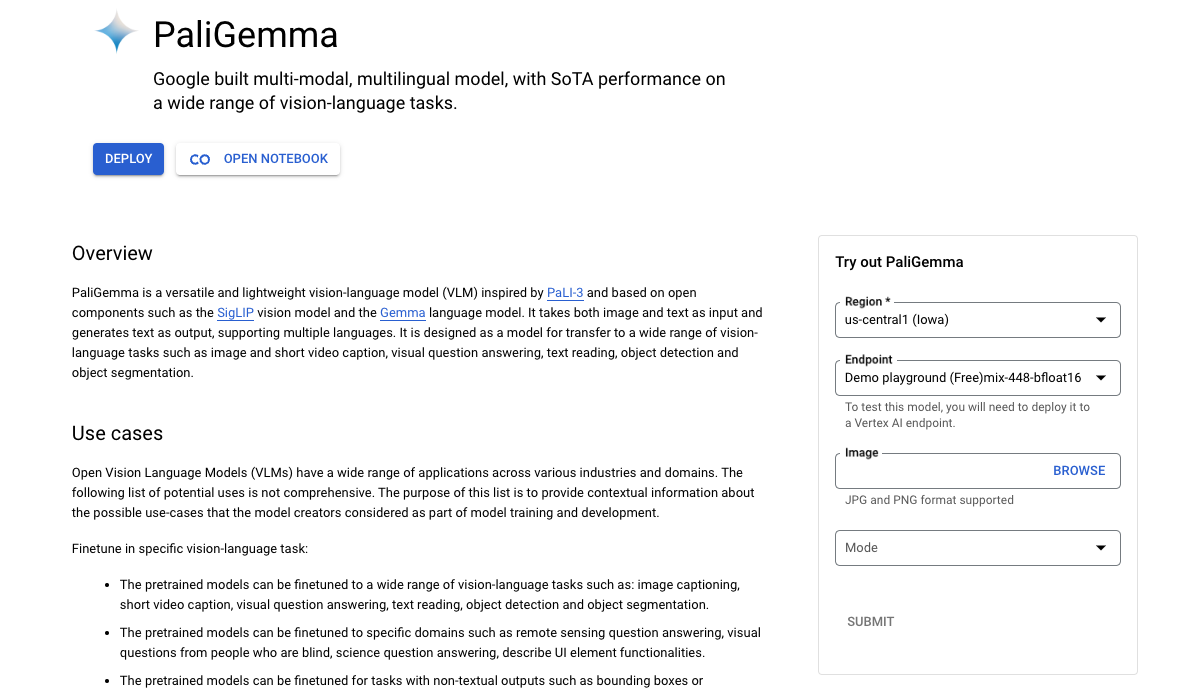 PaliGemma
Google built multi-modal, multilingual model, with SoTA performance on
a wide range of vision-language tasks.
DEPLOY
OPEN NOTEBOOK
Overview
PaliGemma is a versatile and lightweight vision-language model (VLM) inspired by PaLI-3 and based on open
components such as the SigLIP vision model and the Gemma language model. It takes both image and text as input and
generates text as output, supporting multiple languages. It is designed as a model for transfer to a wide range of vision-
language tasks such as image and short video caption, visual question answering, text reading, object detection and
object segmentation.
Use cases
Open Vision Language Models (VLMs) have a wide range of applications across various industries and domains. The
following list of potential uses is not comprehensive. The purpose of this list is to provide contextual information about
the possible use-cases that the model creators considered as part of model training and development.
Finetune in specific vision-language task:
• The pretrained models can be finetuned to a wide range of vision-language tasks such as: image captioning,
short video caption, visual question answering, text reading, object detection and object segmentation.
• The pretrained models can be finetuned to specific domains such as remote sensing question answering, visual
questions from people who are blind, science question answering, describe UI element functionalities.
• The pretrained models can be finetuned for tasks with non-textual outputs such as bounding boxes or
Try out PaliGemma
Region *
us-central1 (Iowa)
Endpoint
Demo playground (Free)mix-448-bfloat16
To test this model, you will need to deploy it to
a Vertex AI endpoint.
Image
BROWSE
JPG and PNG format supported
Mode
SUBMIT